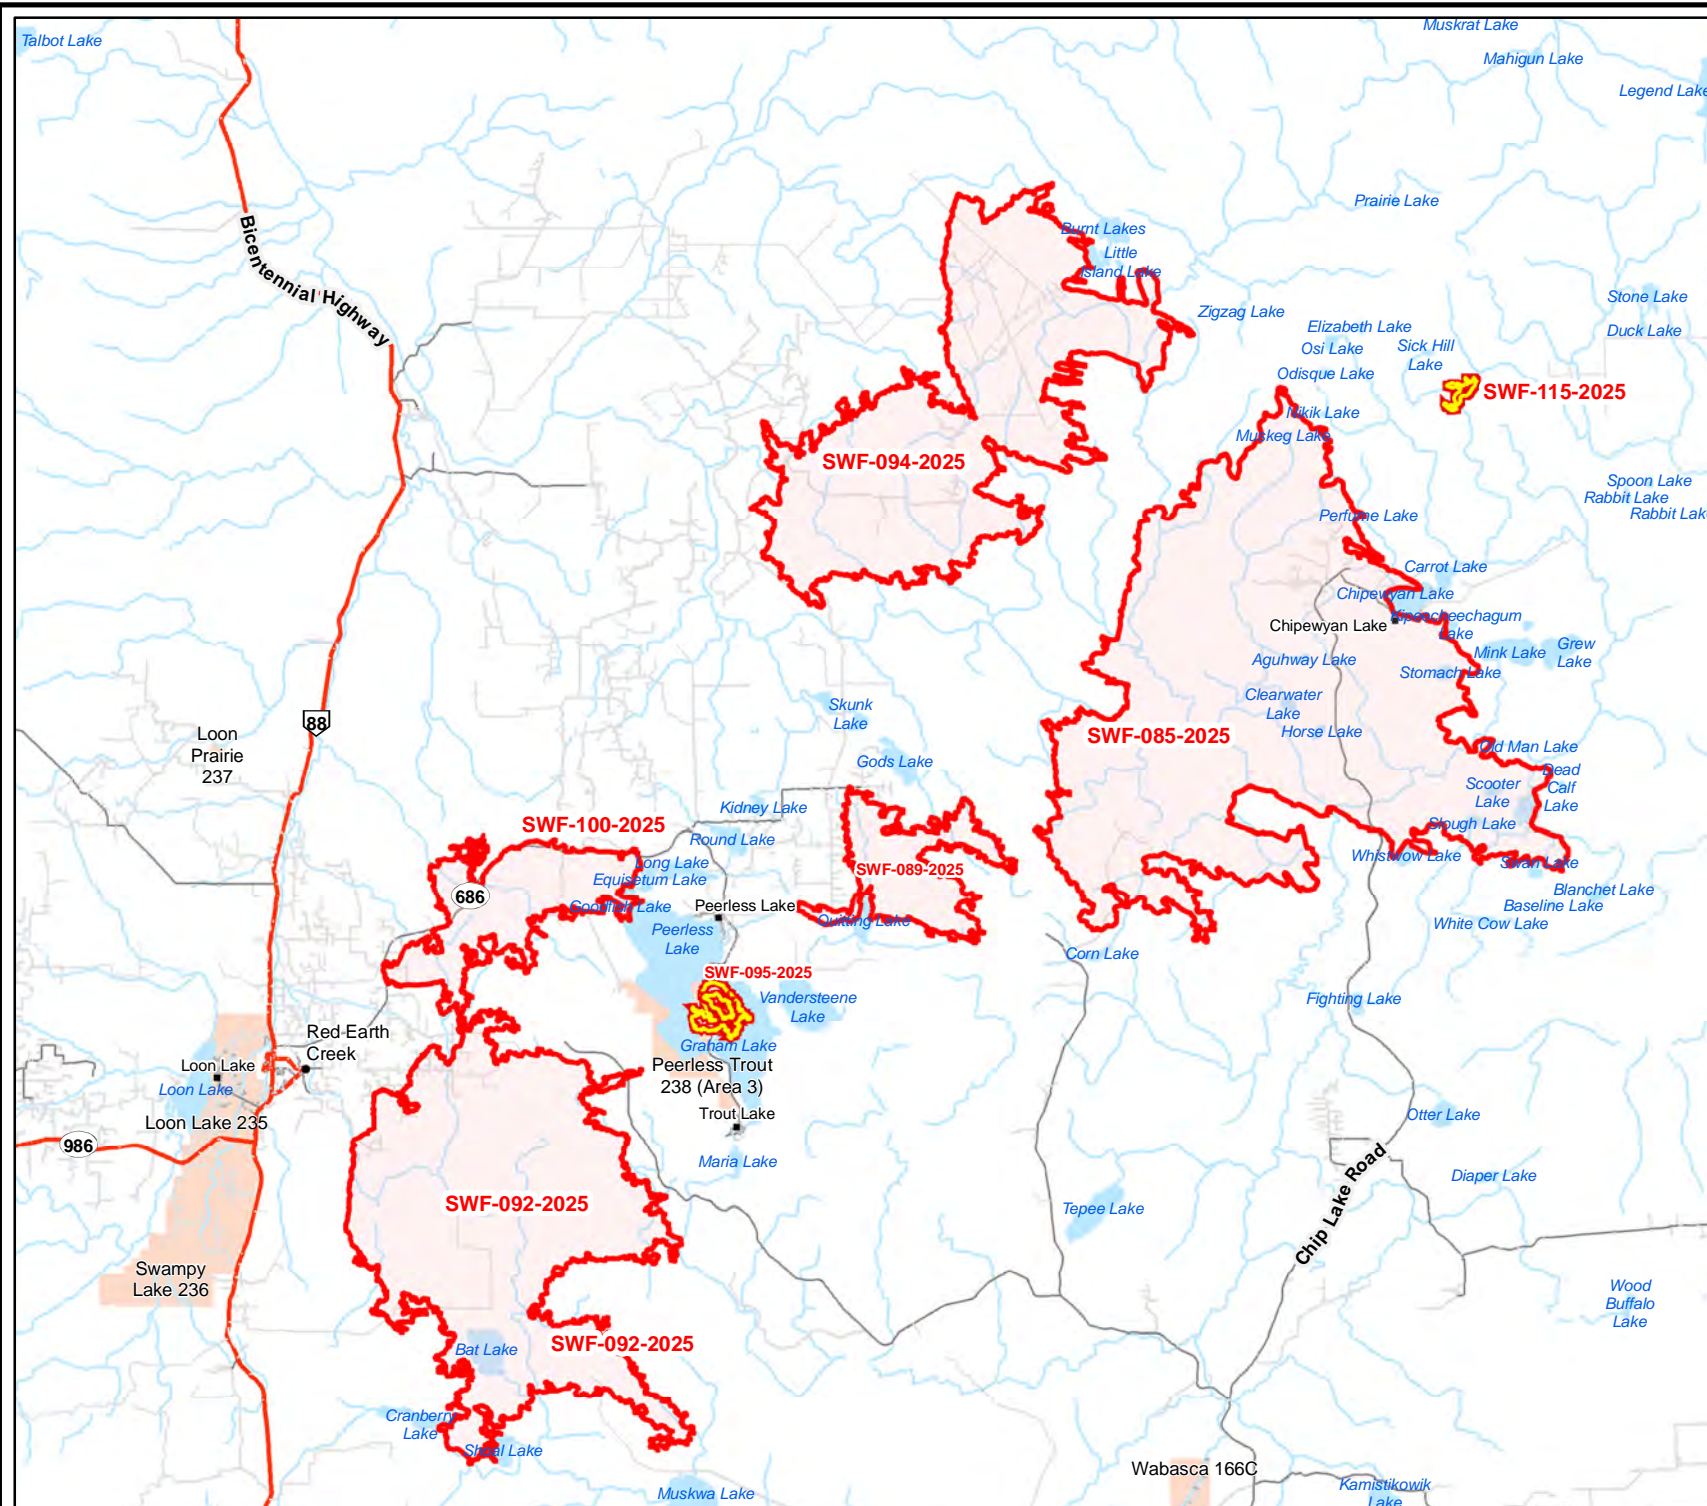 Muskrat Lake
Talbot Lake
Mahigun Lake
Legend Lake
Prairie Lake
Bicentennial Highway
Burnt Lakes
Little
Island Lake
Stone Lake
Zigzag Lake
Elizabeth Lake
Duck Lake
Osi Lake
Sick Hill
Lake
Odisque Lake
SWF-115-2025
Nikik Lake
Muskeg Lake
SWF-094-2025
Spoon Lake
Rabbit Lake
Rabbit Lake
Perfume Lake
Carrot Lake
Chipewyan Lake
Kipeecheechagum
Lake
Chipewyan Lake
Mink Lake
Grew
Lake
Aguhway Lake
Stomach Lake
Clearwater
Lake
Skunk
Lake
88
Horse Lake
SWF-085-2025
Loon
Prairie
237
Old Man Lake
Gods Lake
Dead
Calf
Lake
Scooter
Lake
Kidney Lake
SWF-100-2025
Slough Lake
Round Lake
Long Lake
Whistwow Lake
Swan Lake
SWF-089-2025
Equisetum Lake
686
Blanchet Lake
Goodfish Lake
Peerless Lake
Baseline Lake
Quitting Lake
White Cow Lake
Peerless
Lake
Corn Lake
SWF-095-2025
Vandersteene
Lake
Fighting Lake
Red Earth
Creek
Graham Lake
Loon Lake
Peerless Trout
238 (Area 3)
Loon Lake
Trout Lake
Otter Lake
Loon Lake 235
986
Maria Lake
Diaper Lake
Chip Lake Road
SWF-092-2025
Tepee Lake
Swampy
Lake 236
Wood
Buffalo
Lake
SWF-092-2025
Bat Lake
Cranberry
Lake
Shoal Lake
Wabasca 166C
Muskwa Lake
Kamistikowik
Lake